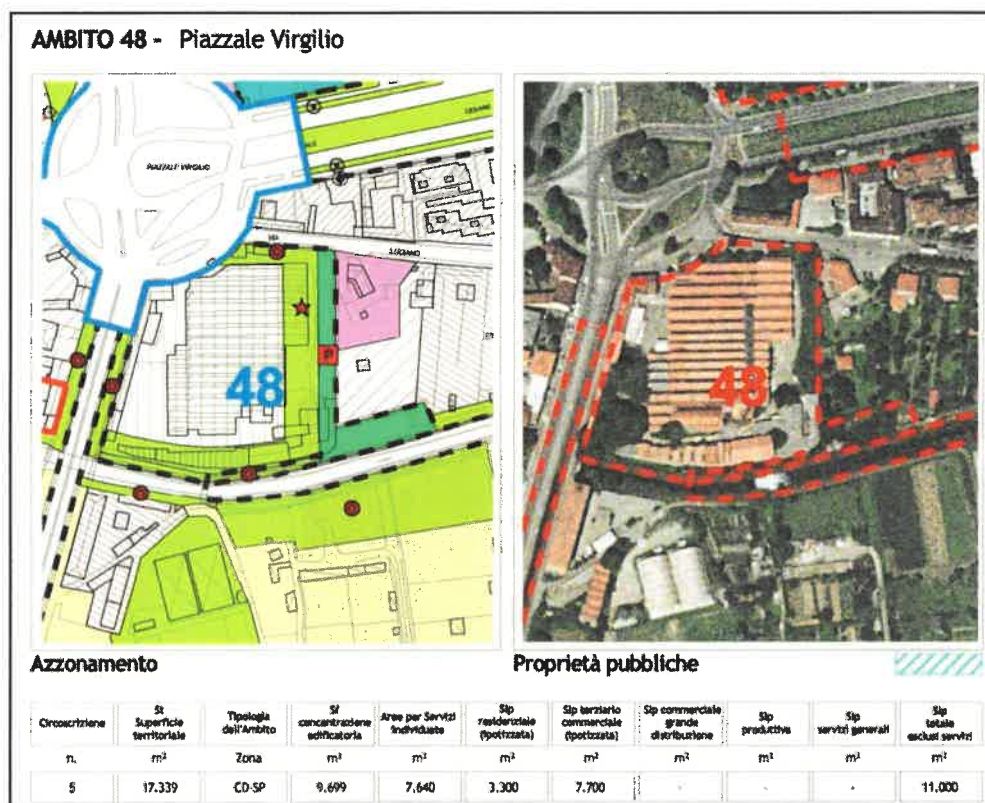 AMBITO 48 - Piazzale Virgilio
PIAZZALE VIRGILIO
LUCIANO
48
48
Azzonamento
Proprietà pubbliche
Circoscrizione St Superficie territoriale Tipologia dell'Ambito Sf concentrazione edificatoria Aree per Servizi individuate Slp residenziale (ipotizzata) Slp terziario commerciale (ipotizzata) Slp commerciale grande distribuzione Slp produttiva Slp servizi generali Slp totale esclusi servizi
n. m² Zona m² m² m² m² m² m² m² m²
5 17.339 CD-SP 9.699 7.640 3.300 7.700 - - - 11.000